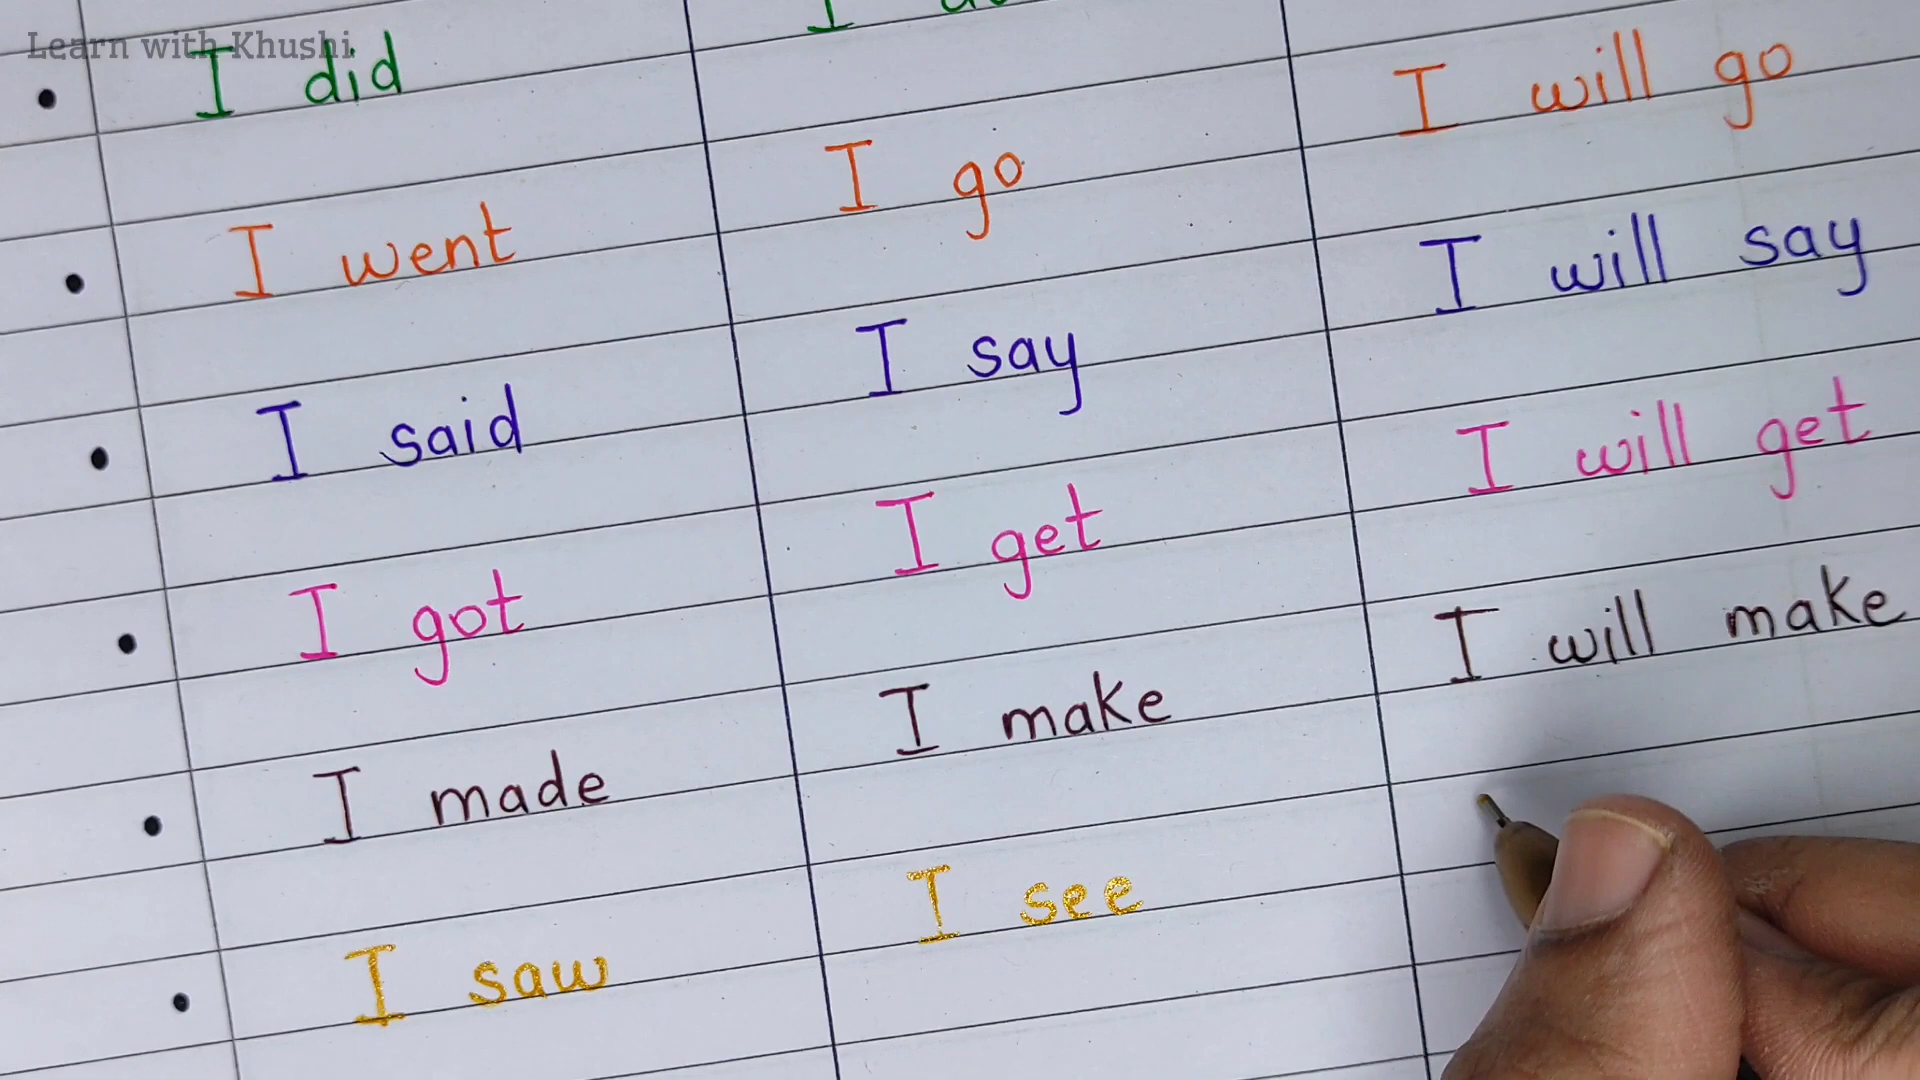 Learn with Khushi
I did
I went I go I will go
I said I say I will say
I got I get I will get
I made I make I will make
I saw I see